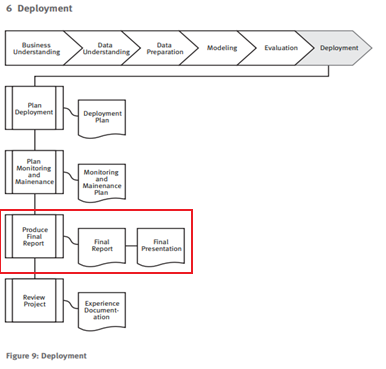 6 Deployment
Business
Understanding
Data
Understanding
Data
Preparation
Modeling
Evaluation
Deployment
Plan
Deployment
Deployment
Plan
Plan
Monitoring
and
Mainenance
Monitoring
and
Mainenance
Plan
Produce
Final
Report
Final
Report
Final
Presentation
Review
Project
Experience
Document-
ation
Figure 9: Deployment